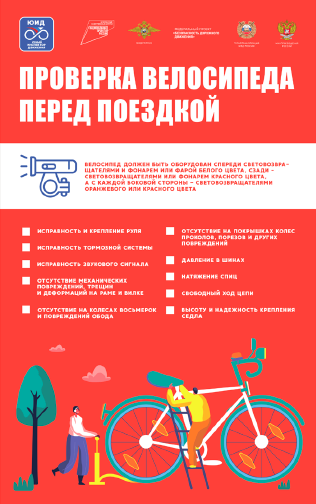 ЮИД
ПРОВЕРКА ВЕЛОСИПЕДА
ПЕРЕД ПОЕЗДКОЙ
ВЕЛОСИПЕД ДОЛЖЕН БЫТЬ ОБОРУДОВАН СПЕРЕДИ СВЕТОВОЗВРА-
ЩАТЕЛЯМИ И ФОНАРЕМ ИЛИ ФАРОЙ БЕЛОГО ЦВЕТА, СЗАДИ –
СВЕТОВОЗВРАЩАТЕЛЯМИ ИЛИ ФОНАРЕМ КРАСНОГО ЦВЕТА,
А С КАЖДОЙ БОКОВОЙ СТОРОНЫ – СВЕТОВОЗВРАЩАТЕЛЯМИ
ОРАНЖЕВОГО ИЛИ КРАСНОГО ЦВЕТА
ИСПРАВНОСТЬ И КРЕПЛЕНИЕ РУЛЯ
ИСПРАВНОСТЬ ТОРМОЗНОЙ СИСТЕМЫ
ИСПРАВНОСТЬ ЗВУКОВОГО СИГНАЛА
ОТСУТСТВИЕ МЕХАНИЧЕСКИХ
ПОВРЕЖДЕНИЙ, ТРЕЩИН
И ДЕФОРМАЦИЙ НА РАМЕ И ВИЛКЕ
ОТСУТСТВИЕ НА КОЛЕСАХ ВОСЬМЕРОК
И ПОВРЕЖДЕНИЙ ОБОДА
ОТСУТСТВИЕ НА ПОКРЫШКАХ КОЛЕС
ПРОКОЛОВ, ПОРЕЗОВ И ДРУГИХ
ПОВРЕЖДЕНИЙ
ДАВЛЕНИЕ В ШИНАХ
НАТЯЖЕНИЕ СПИЦ
СВОБОДНЫЙ ХОД ЦЕПИ
ВЫСОТУ И НАДЕЖНОСТЬ КРЕПЛЕНИЯ
СЕДЛА